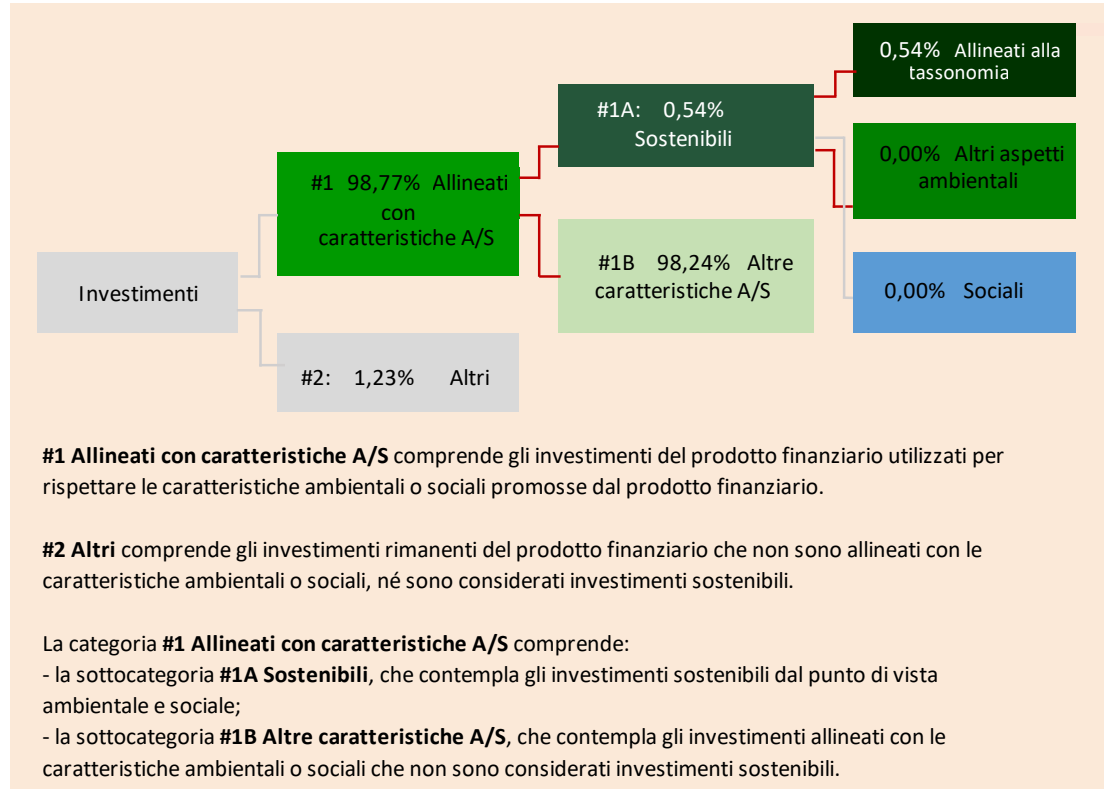 0,54% Allineati alla
tassonomia
#1A: 0,54%
Sostenibili
0,00% Altri aspetti
ambientali
#1 98,77% Allineati
con
caratteristiche A/S
#1B 98,24% Altre
caratteristiche A/S
0,00% Sociali
Investimenti
#2: 1,23% Altri
#1 Allineati con caratteristiche A/S comprende gli investimenti del prodotto finanziario utilizzati per
rispettare le caratteristiche ambientali o sociali promosse dal prodotto finanziario.
#2 Altri comprende gli investimenti rimanenti del prodotto finanziario che non sono allineati con le
caratteristiche ambientali o sociali, né sono considerati investimenti sostenibili.
La categoria #1 Allineati con caratteristiche A/S comprende:
- la sottocategoria #1A Sostenibili, che contempla gli investimenti sostenibili dal punto di vista
ambientale e sociale;
- la sottocategoria #1B Altre caratteristiche A/S, che contempla gli investimenti allineati con le
caratteristiche ambientali o sociali che non sono considerati investimenti sostenibili.